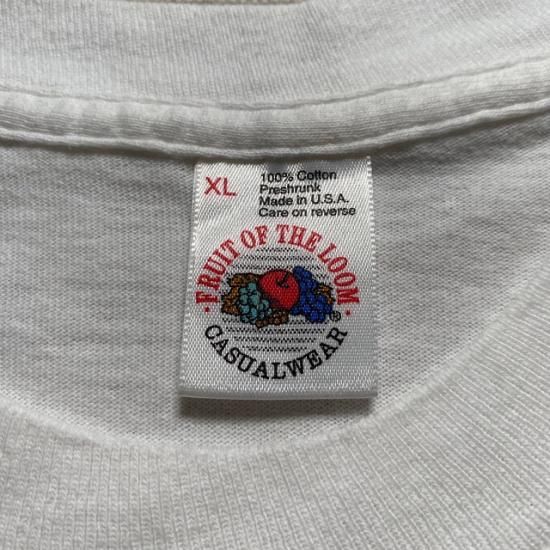 XL
100% Cotton
Preshrunk
Made in U.S.A.
Care on reverse
· FRUIT OF THE LOOM ·
®
CASUALWEAR